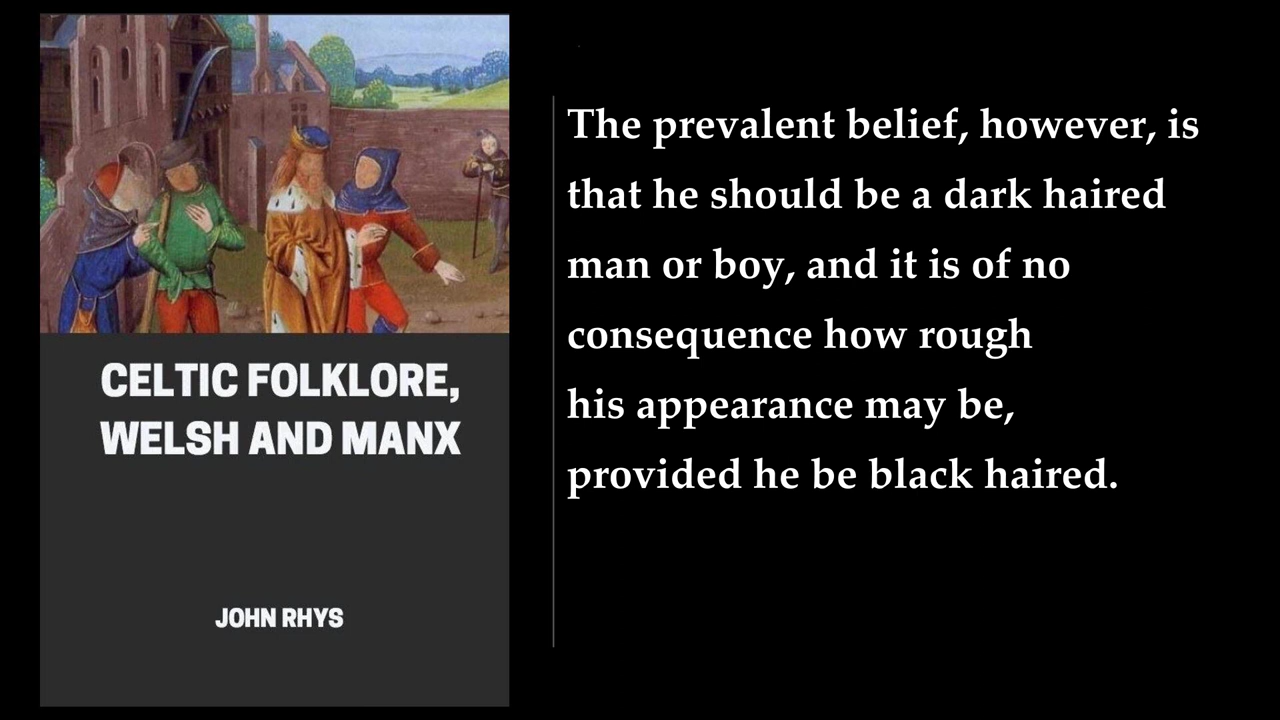 CELTIC FOLKLORE,
WELSH AND MANX
JOHN RHYS
The prevalent belief, however, is
that he should be a dark haired
man or boy, and it is of no
consequence how rough
his appearance may be,
provided he be black haired.